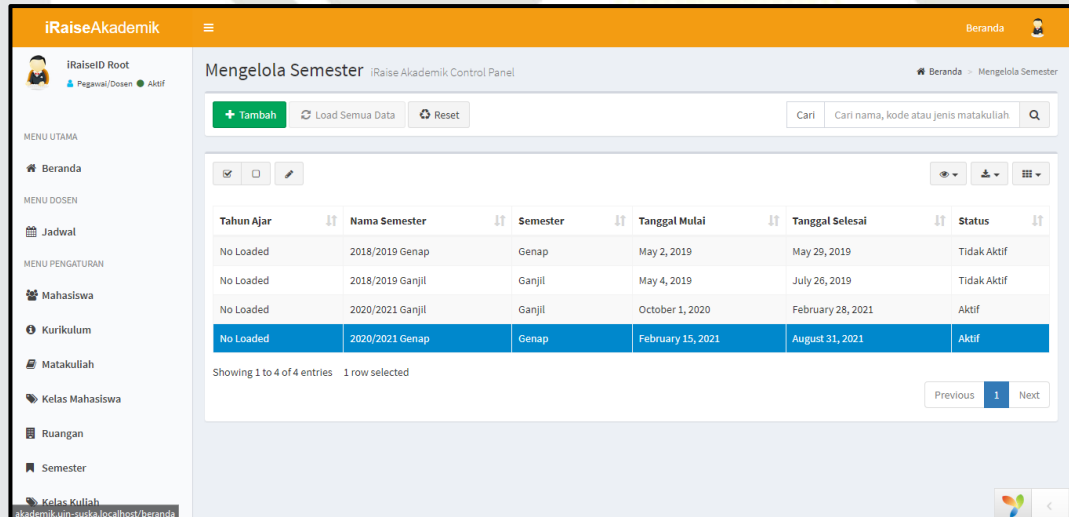 iRaiseAkademik
Beranda
iRaiseID Root
Pegawai/Dosen Aktif
Mengelola Semester iRaise Akademik Control Panel
Beranda > Mengelola Semester
Tambah Load Semua Data Reset
Cari Cari nama, kode atau jenis matakuliah
MENU UTAMA
Beranda
MENU DOSEN
Jadwal
MENU PENGATURAN
Mahasiswa
Kurikulum
Matakuliah
Kelas Mahasiswa
Ruangan
Semester
Kelas Kuliah
akademik.uin-suska.localhost/beranda
Tahun Ajar Nama Semester Semester Tanggal Mulai Tanggal Selesai Status
No Loaded 2018/2019 Genap Genap May 2, 2019 May 29, 2019 Tidak Aktif
No Loaded 2018/2019 Ganjil Ganjil May 4, 2019 July 26, 2019 Tidak Aktif
No Loaded 2020/2021 Ganjil Ganjil October 1, 2020 February 28, 2021 Aktif
No Loaded 2020/2021 Genap Genap February 15, 2021 August 31, 2021 Aktif
Showing 1 to 4 of 4 entries 1 row selected
Previous 1 Next